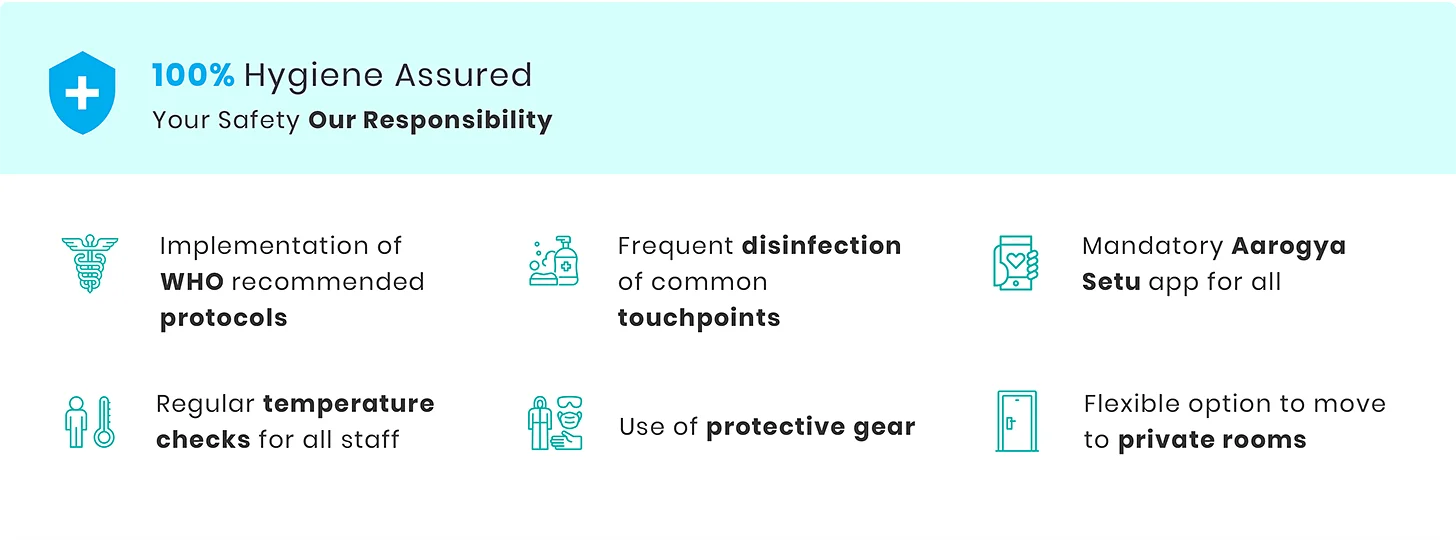 100% Hygiene Assured
Your Safety Our Responsibility
Implementation of
WHO recommended
protocols
Frequent disinfection
of common
touchpoints
Mandatory Aarogya
Setu app for all
Regular temperature
checks for all staff
Use of protective gear
Flexible option to move
to private rooms